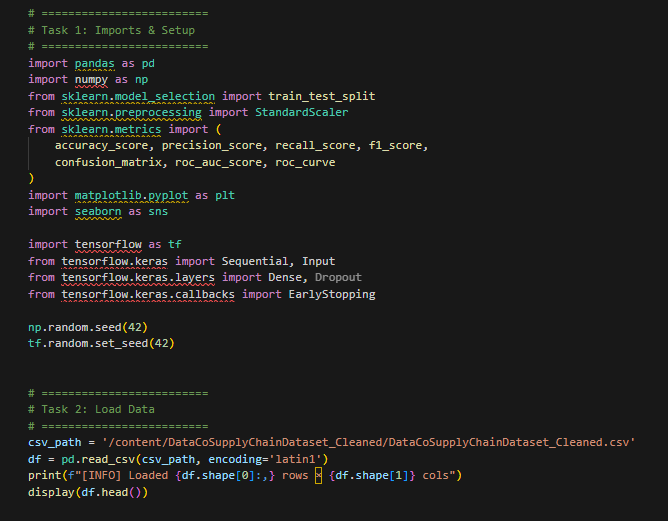 # =========================
# Task 1: Imports & Setup
# =========================
import pandas as pd
import numpy as np
from sklearn.model_selection import train_test_split
from sklearn.preprocessing import StandardScaler
from sklearn.metrics import (
    accuracy_score, precision_score, recall_score, f1_score,
    confusion_matrix, roc_auc_score, roc_curve
)
import matplotlib.pyplot as plt
import seaborn as sns

import tensorflow as tf
from tensorflow.keras import Sequential, Input
from tensorflow.keras.layers import Dense, Dropout
from tensorflow.keras.callbacks import EarlyStopping

np.random.seed(42)
tf.random.set_seed(42)


# =========================
# Task 2: Load Data
# =========================
csv_path = '/content/DataCoSupplyChainDataset_Cleaned/DataCoSupplyChainDataset_Cleaned.csv'
df = pd.read_csv(csv_path, encoding='latin1')
print(f"[INFO] Loaded {df.shape[0]:,} rows × {df.shape[1]} cols")
display(df.head())